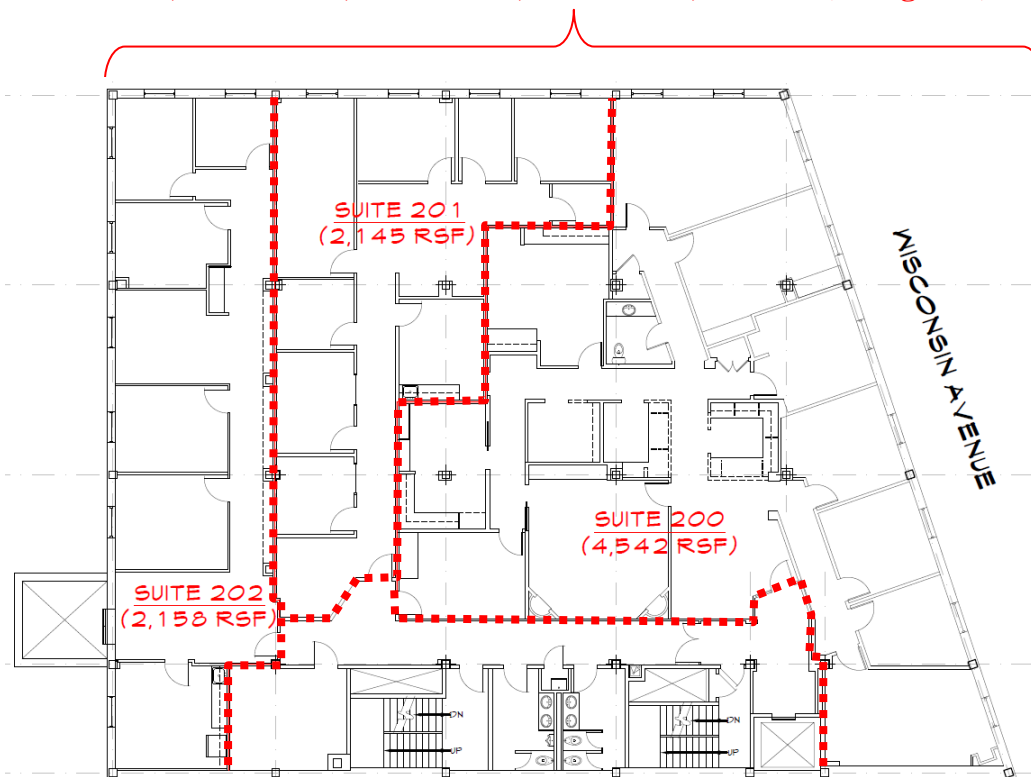 SUITE 201
(2,145 RSF)
WISCONSIN AVENUE
SUITE 200
(4,542 RSF)
SUITE 202
(2,158 RSF)
DN
UP
DN
UP